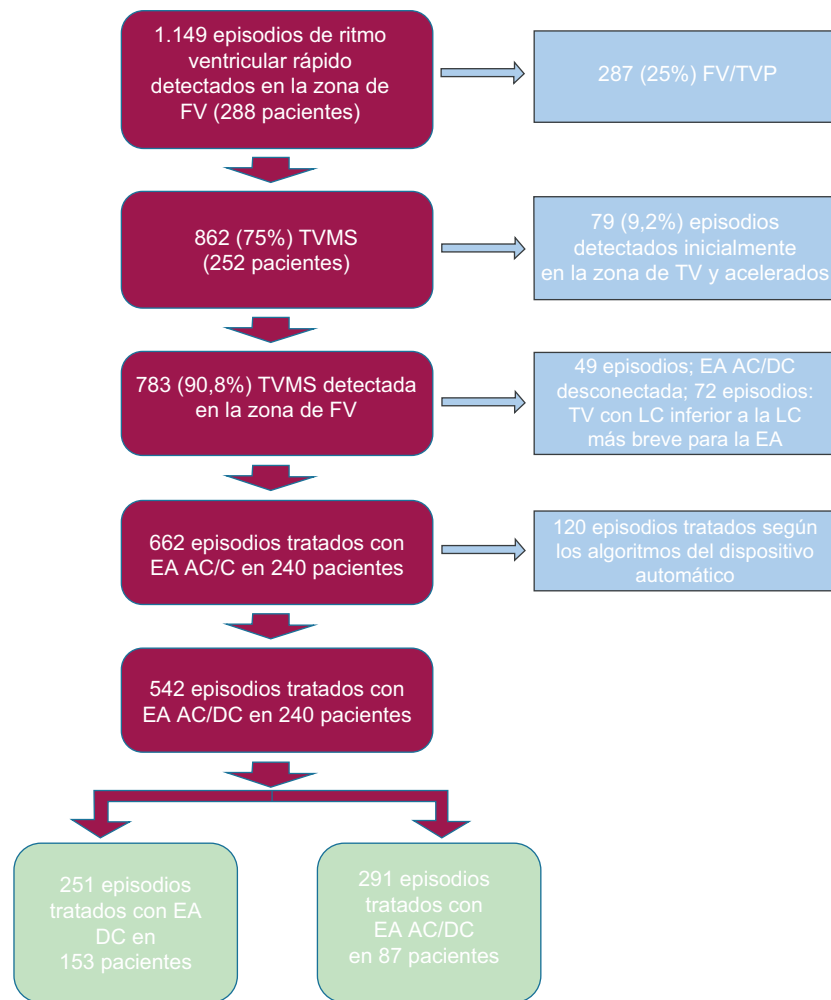 1.149 episodios de ritmo
ventricular rápido
detectados en la zona de
FV (288 pacientes)
287 (25%) FV/TVP
862 (75%) TVMS
(252 pacientes)
79 (9,2%) episodios
detectados inicialmente
en la zona de TV y acelerados
783 (90,8%) TVMS detectada
en la zona de FV
49 episodios; EA AC/DC
desconectada; 72 episodios:
TV con LC inferior a la LC
más breve para la EA
662 episodios tratados con
EA AC/C en 240 pacientes
120 episodios tratados según
los algoritmos del dispositivo
automático
542 episodios tratados con
EA AC/DC en 240 pacientes
251 episodios
tratados con EA
DC en
153 pacientes
291 episodios
tratados con
EA AC/DC
en 87 pacientes